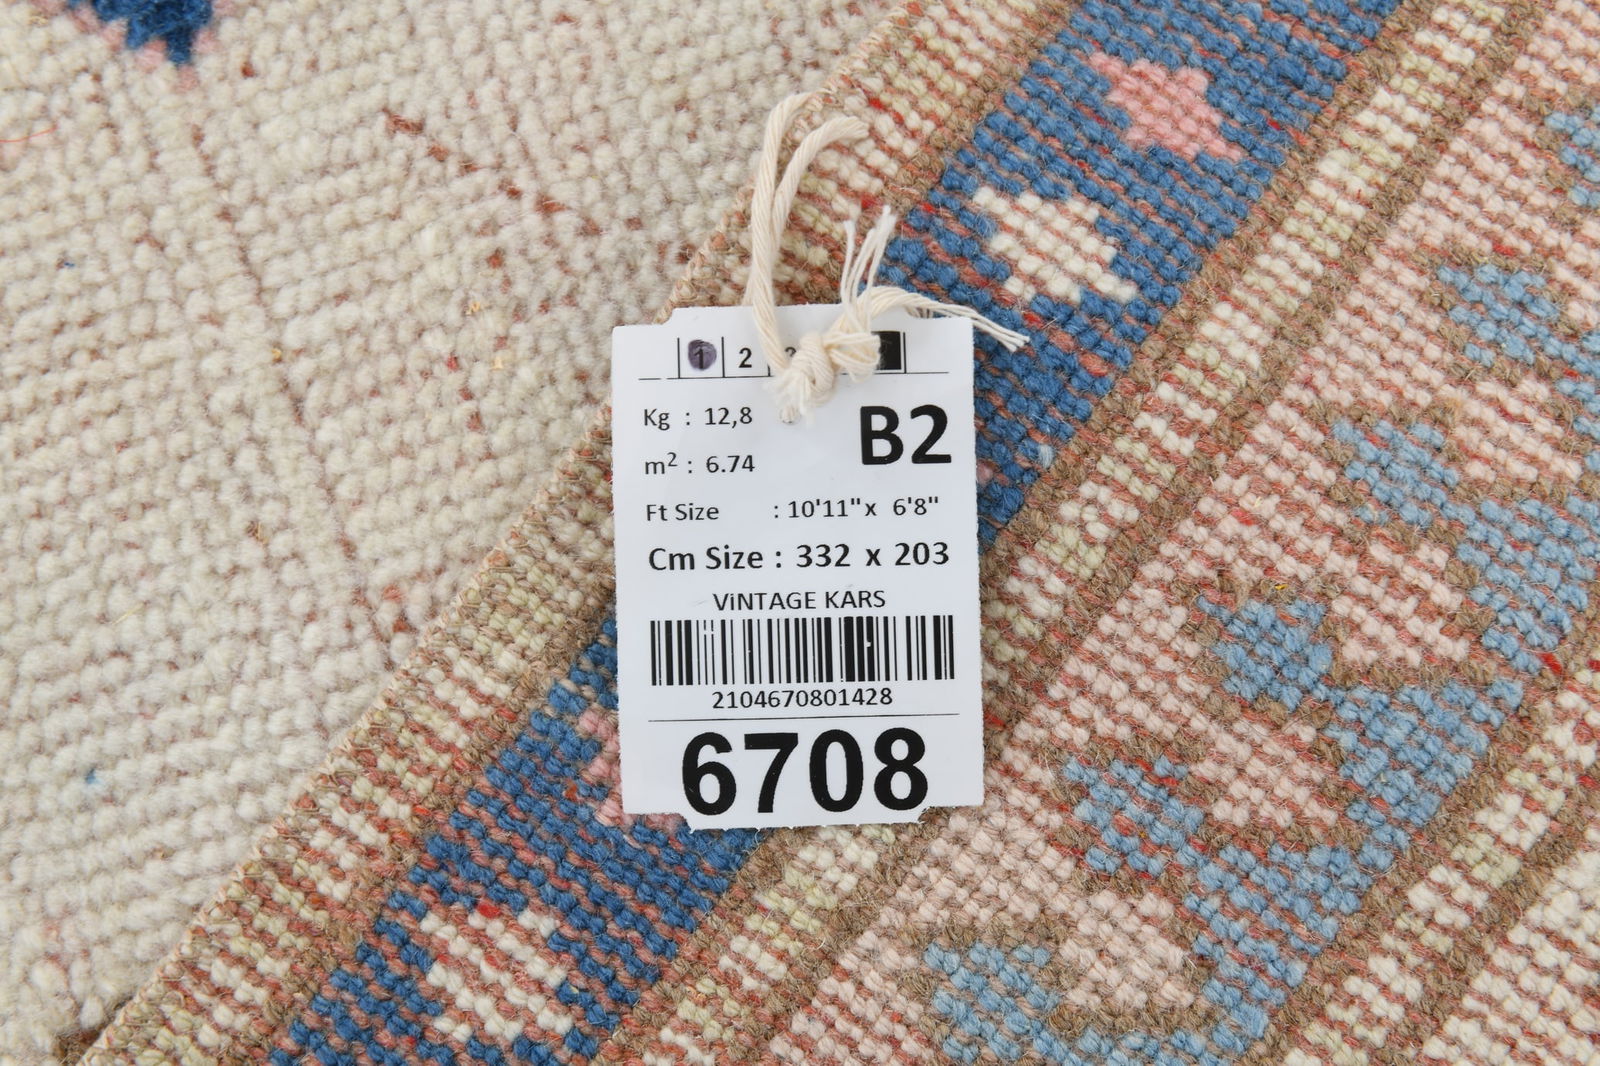 1 2
Kg : 12,8
B2
m2 : 6.74
Ft Size : 10'11" x 6'8"
Cm Size : 332 x 203
ViNTAGE KARS
2104670801428
6708